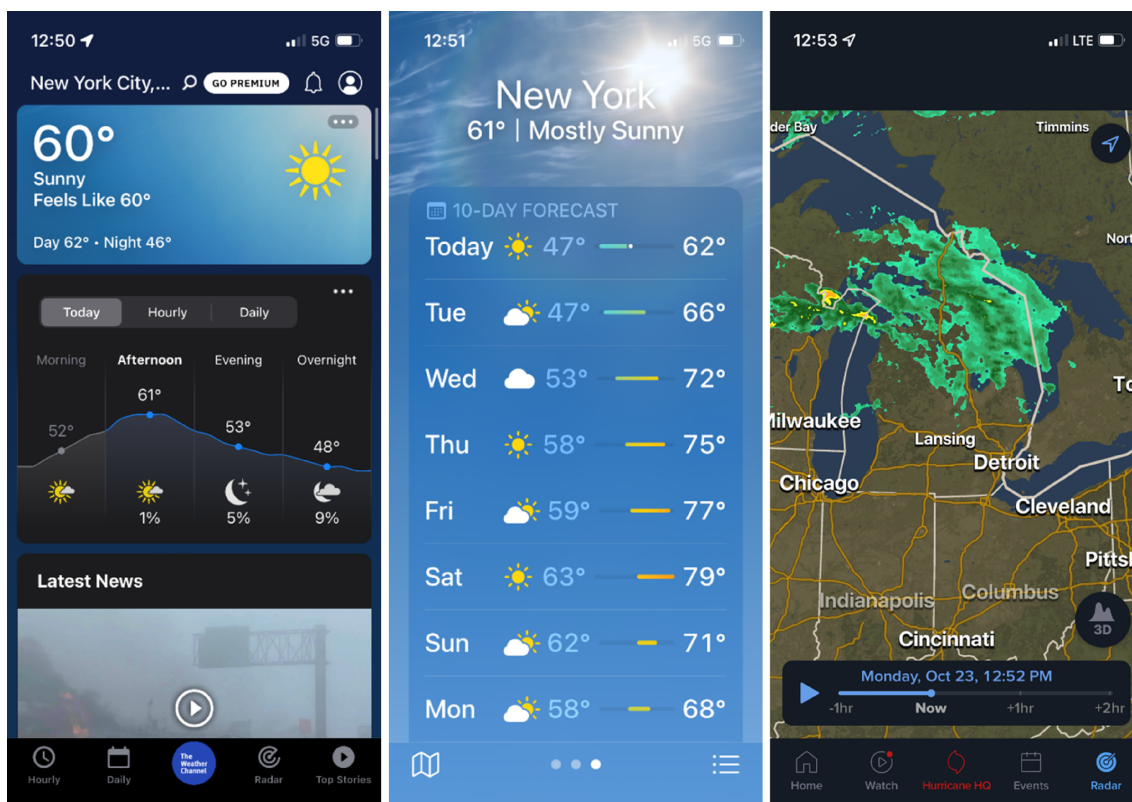 12:50
5G
New York City,...
GO PREMIUM
60°
Sunny
Feels Like 60°
Day 62° • Night 46°
Today Hourly Daily
Morning Afternoon Evening Overnight
52° 61° 53° 48°
1% 5% 9%
Latest News
Hourly Daily The Weather Channel Radar Top Stories
12:51
5G
New York
61° | Mostly Sunny
10-DAY FORECAST
Today 47° 62°
Tue 47° 66°
Wed 53° 72°
Thu 58° 75°
Fri 59° 77°
Sat 63° 79°
Sun 62° 71°
Mon 58° 68°
12:53
LTE
der Bay
Timmins
Nort
Milwaukee
Lansing
To
Detroit
Chicago
Cleveland
Pittsl
Columbus
Indianapolis
3D
Cincinnati
Monday, Oct 23, 12:52 PM
-1hr Now +1hr +2hr
Home Watch Hurricane HQ Events Radar